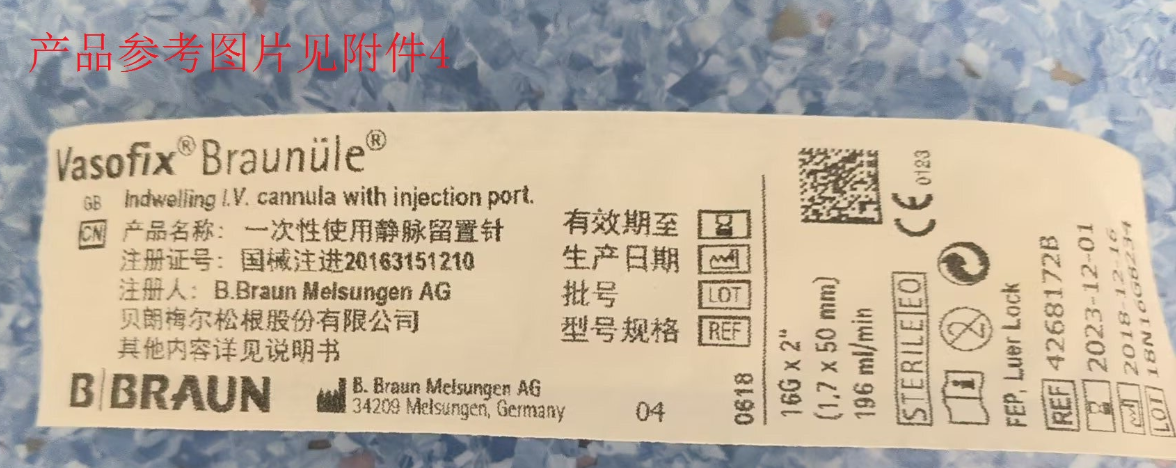 产品参考图片见附件4
Vasofix® Braunüle®
GB Indwelling I.V. cannula with injection port.
CN 产品名称: 一次性使用静脉留置针
注册证号: 国械注进20163151210
注册人: B.Braun Melsungen AG
贝朗梅尔松根股份有限公司
其他内容详见说明书
B|BRAUN
B. Braun Melsungen AG
34209 Melsungen, Germany
04
有效期至
生产日期
批号 LOT
型号规格 REF
0618
16G x 2"
(1,7 x 50 mm)
196 ml/min
0123
STERILE EO
FEP, Luer Lock
REF 4268172B
2023-12-01
2018-12-16
LOT 18N16G8234